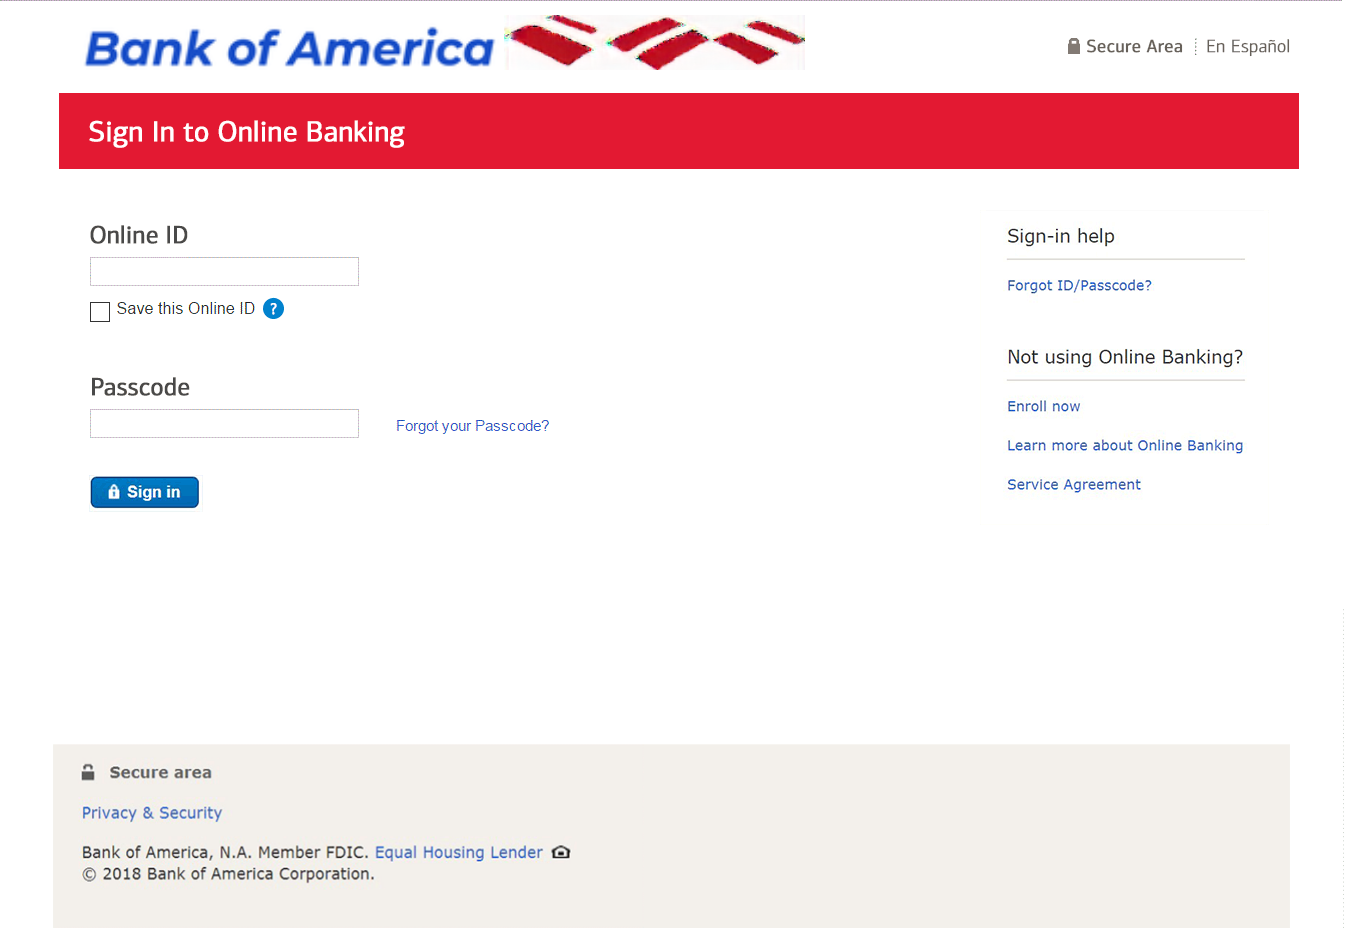 Bank of America
Secure Area
En Español
Sign In to Online Banking
Online ID
Save this Online ID ?
Passcode
Forgot your Passcode?
Sign in
Sign-in help
Forgot ID/Passcode?
Not using Online Banking?
Enroll now
Learn more about Online Banking
Service Agreement
Secure area
Privacy & Security
Bank of America, N.A. Member FDIC. Equal Housing Lender
© 2018 Bank of America Corporation.